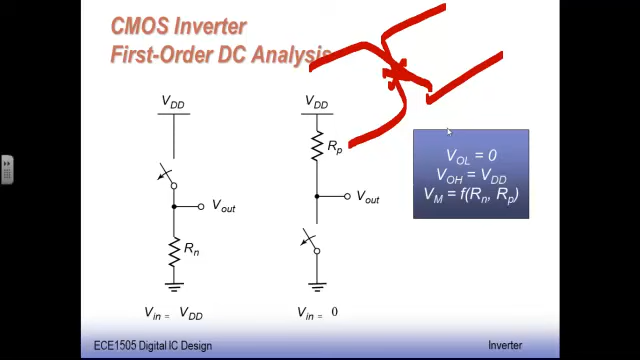 CMOS Inverter
First-Order DC Analysis
VDD
VDD
Rp
Vout
Vout
Rn
VOL = 0
VOH = VDD
VM = f(Rn, Rp)
Vin = VDD
Vin = 0
ECE1505 Digital IC Design
Inverter